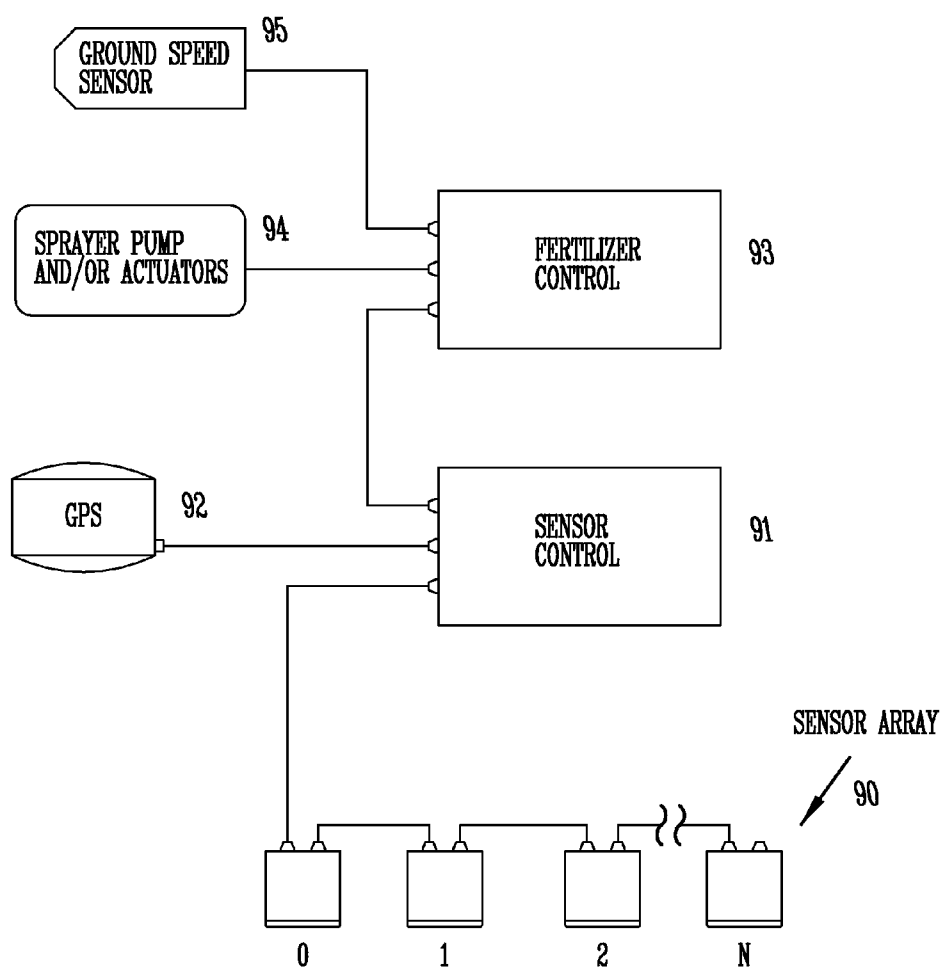 95
GROUND SPEED
SENSOR
94
SPRAYER PUMP
AND/OR ACTUATORS
FERTILIZER
CONTROL
93
GPS
92
SENSOR
CONTROL
91
SENSOR ARRAY
90
0 1 2 N